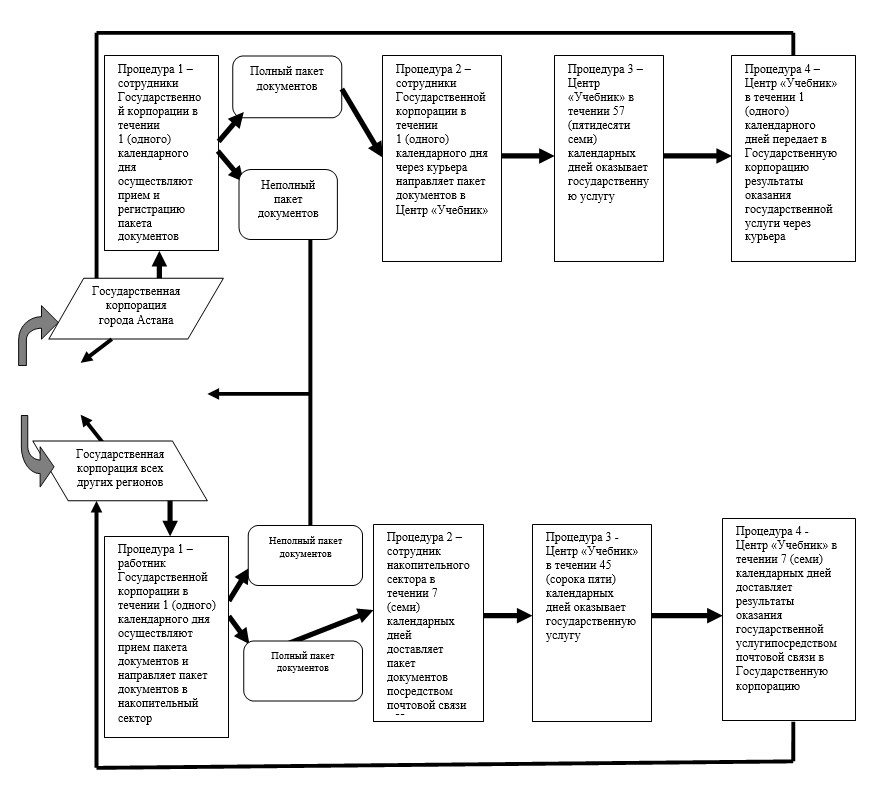 Процедура 1 –
сотрудники
Государственно
й корпорации в
течении
1 (одного)
календарного
дня
осуществляют
прием и
регистрацию
пакета
документов
Полный пакет
документов
Неполный
пакет
документов
Процедура 2 –
сотрудники
Государственной
корпорации в
течении
1 (одного)
календарного дня
через курьера
направляет пакет
документов в
Центр «Учебник»
Процедура 3 –
Центр
«Учебник» в
течении 57
(пятидесяти
семи)
календарных
дней оказывает
государственну
ю услугу
Процедура 4 –
Центр «Учебник»
в течении 1
(одного)
календарного
дней передает в
Государственную
корпорацию
результаты
оказания
государственной
услуги через
курьера
Государственная
корпорация
города Астана
Государственная
корпорация всех
других регионов
Процедура 1 –
работник
Государственной
корпорации в
течении 1 (одного)
календарного дня
осуществляют
прием пакета
документов и
направляет пакет
документов в
накопительный
сектор
Неполный пакет
документов
Полный пакет
документов
Процедура 2 –
сотрудник
накопительного
сектора в
течении 7
(семи)
календарных
дней
доставляет
пакет
документов
посредством
почтовой связи
Процедура 3 -
Центр «Учебник»
в течении 45
(сорока пяти)
календарных
дней оказывает
государственную
услугу
Процедура 4 -
Центр «Учебник» в
течении 7 (семи)
календарных дней
доставляет
результаты
оказания
государственной
услугипосредством
почтовой связи в
Государственную
корпорацию